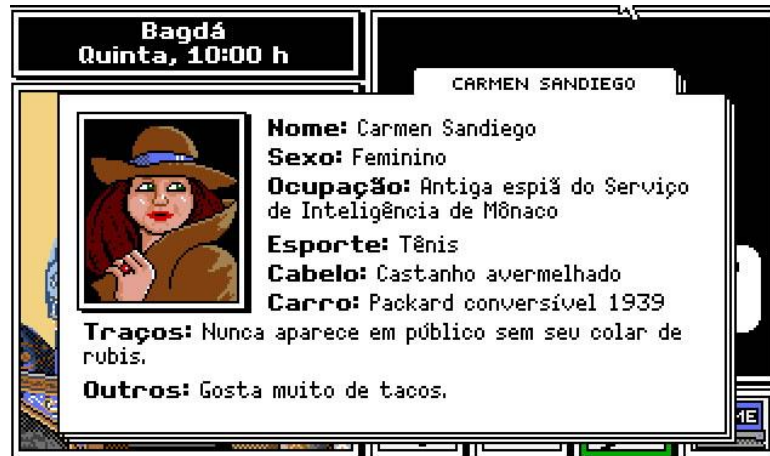 Bagdá
Quinta, 10:00 h
CARMEN SANDIEGO
Nome: Carmen Sandiego
Sexo: Feminino
Ocupação: Antiga espiã do Serviço
de Inteligência de Mônaco
Esporte: Tênis
Cabelo: Castanho avermelhado
Carro: Packard conversível 1939
Traços: Nunca aparece em público sem seu colar de
rubis.
Outros: Gosta muito de tacos.